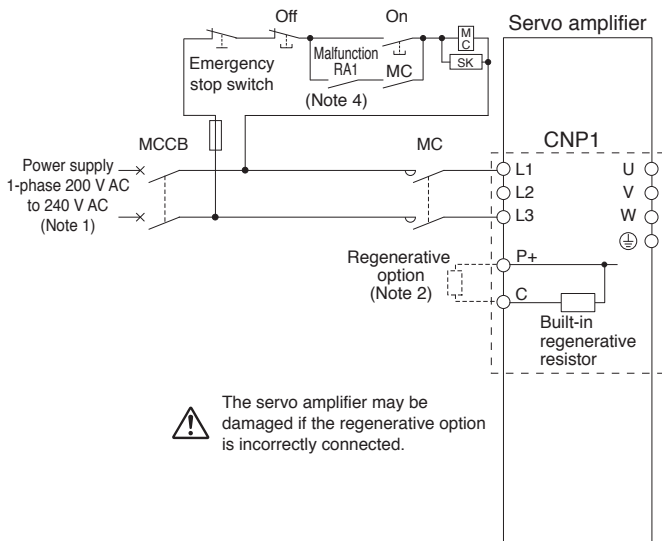 Off
On
Servo amplifier
M
C
SK
Emergency
stop switch
Malfunction
RA1
MC
(Note 4)
MCCB
MC
CNP1
Power supply
1-phase 200 V AC
to 240 V AC
(Note 1)
L1
L2
L3
U
V
W
Regenerative
option
(Note 2)
P+
C
Built-in
regenerative
resistor
The servo amplifier may be
damaged if the regenerative option
is incorrectly connected.